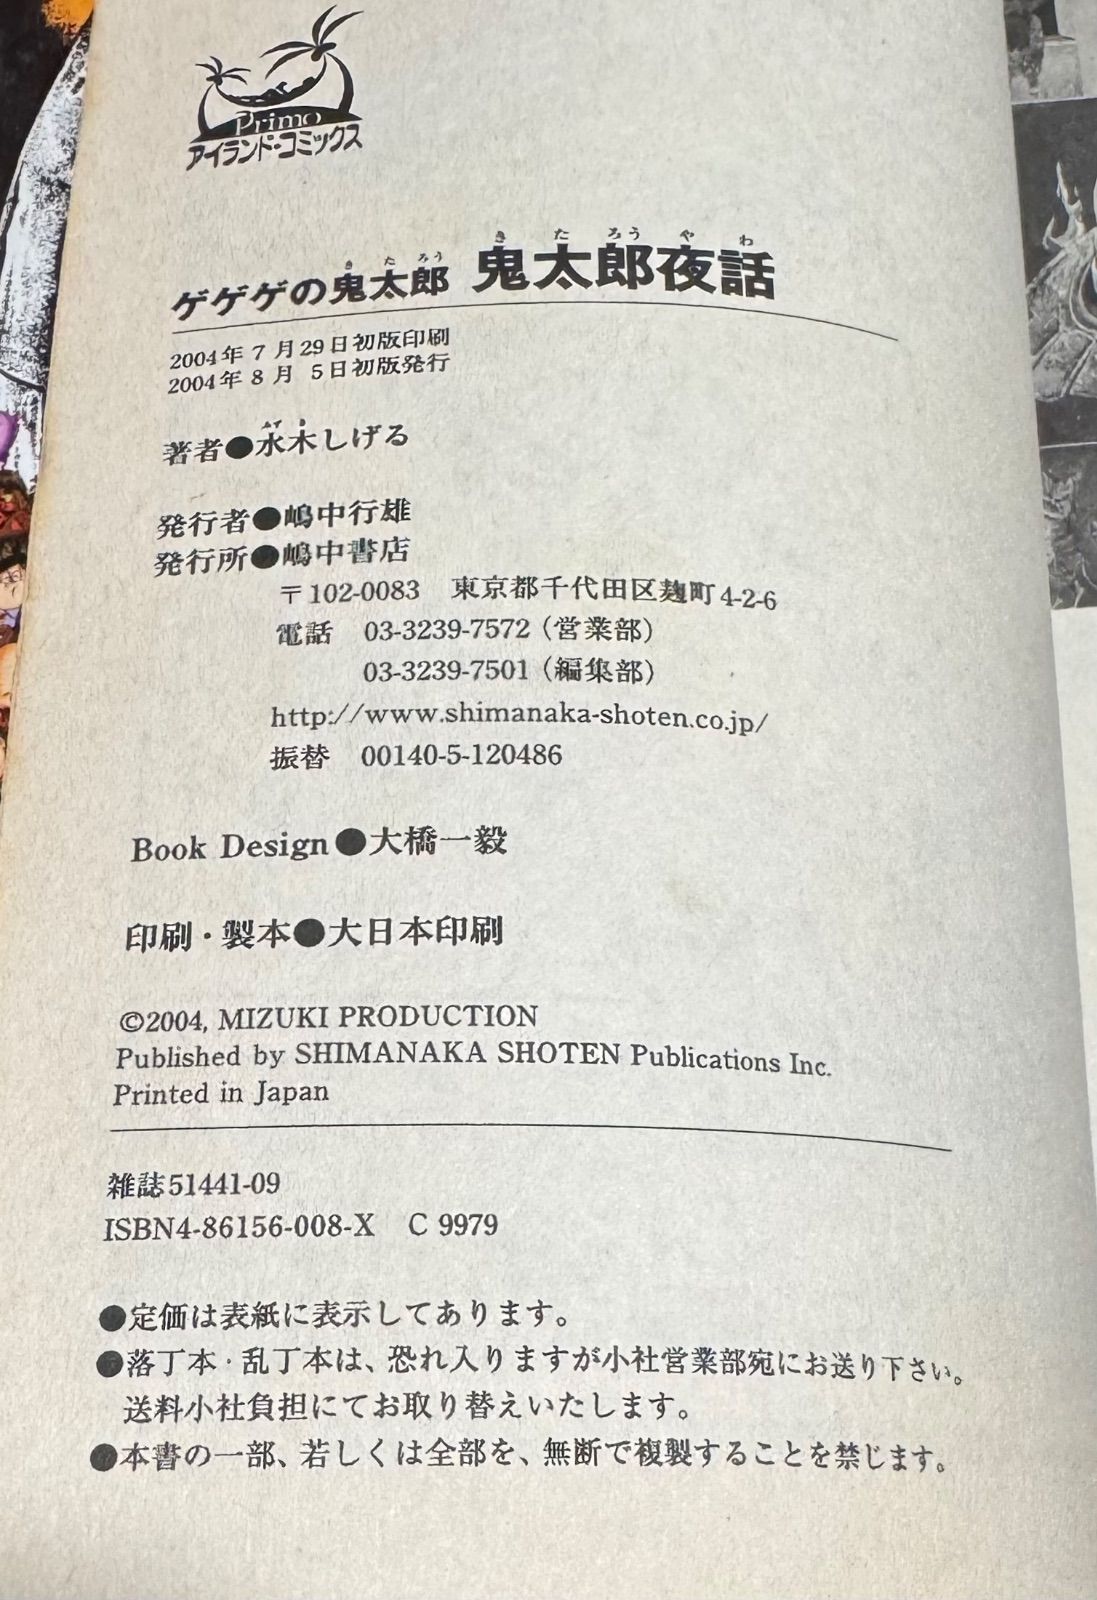 Primo
アイランド・コミックス
ゲゲゲの鬼太郎 鬼太郎夜話
きたろう きたろうやわ
2004年7月29日初版印刷
2004年8月5日初版発行
著者●水木しげる
みずき
発行者●嶋中行雄
発行所●嶋中書店
〒102-0083 東京都千代田区麹町4-2-6
電話 03-3239-7572（営業部）
03-3239-7501（編集部）
http://www.shimanaka-shoten.co.jp/
振替 00140-5-120486
Book Design●大橋一毅
印刷・製本●大日本印刷
©2004, MIZUKI PRODUCTION
Published by SHIMANAKA SHOTEN Publications Inc.
Printed in Japan
雑誌51441-09
ISBN4-86156-008-X C 9979
●定価は表紙に表示してあります。
●落丁本・乱丁本は、恐れ入りますが小社営業部宛にお送り下さい。
送料小社負担にてお取り替えいたします。
●本書の一部、若しくは全部を、無断で複製することを禁じます。